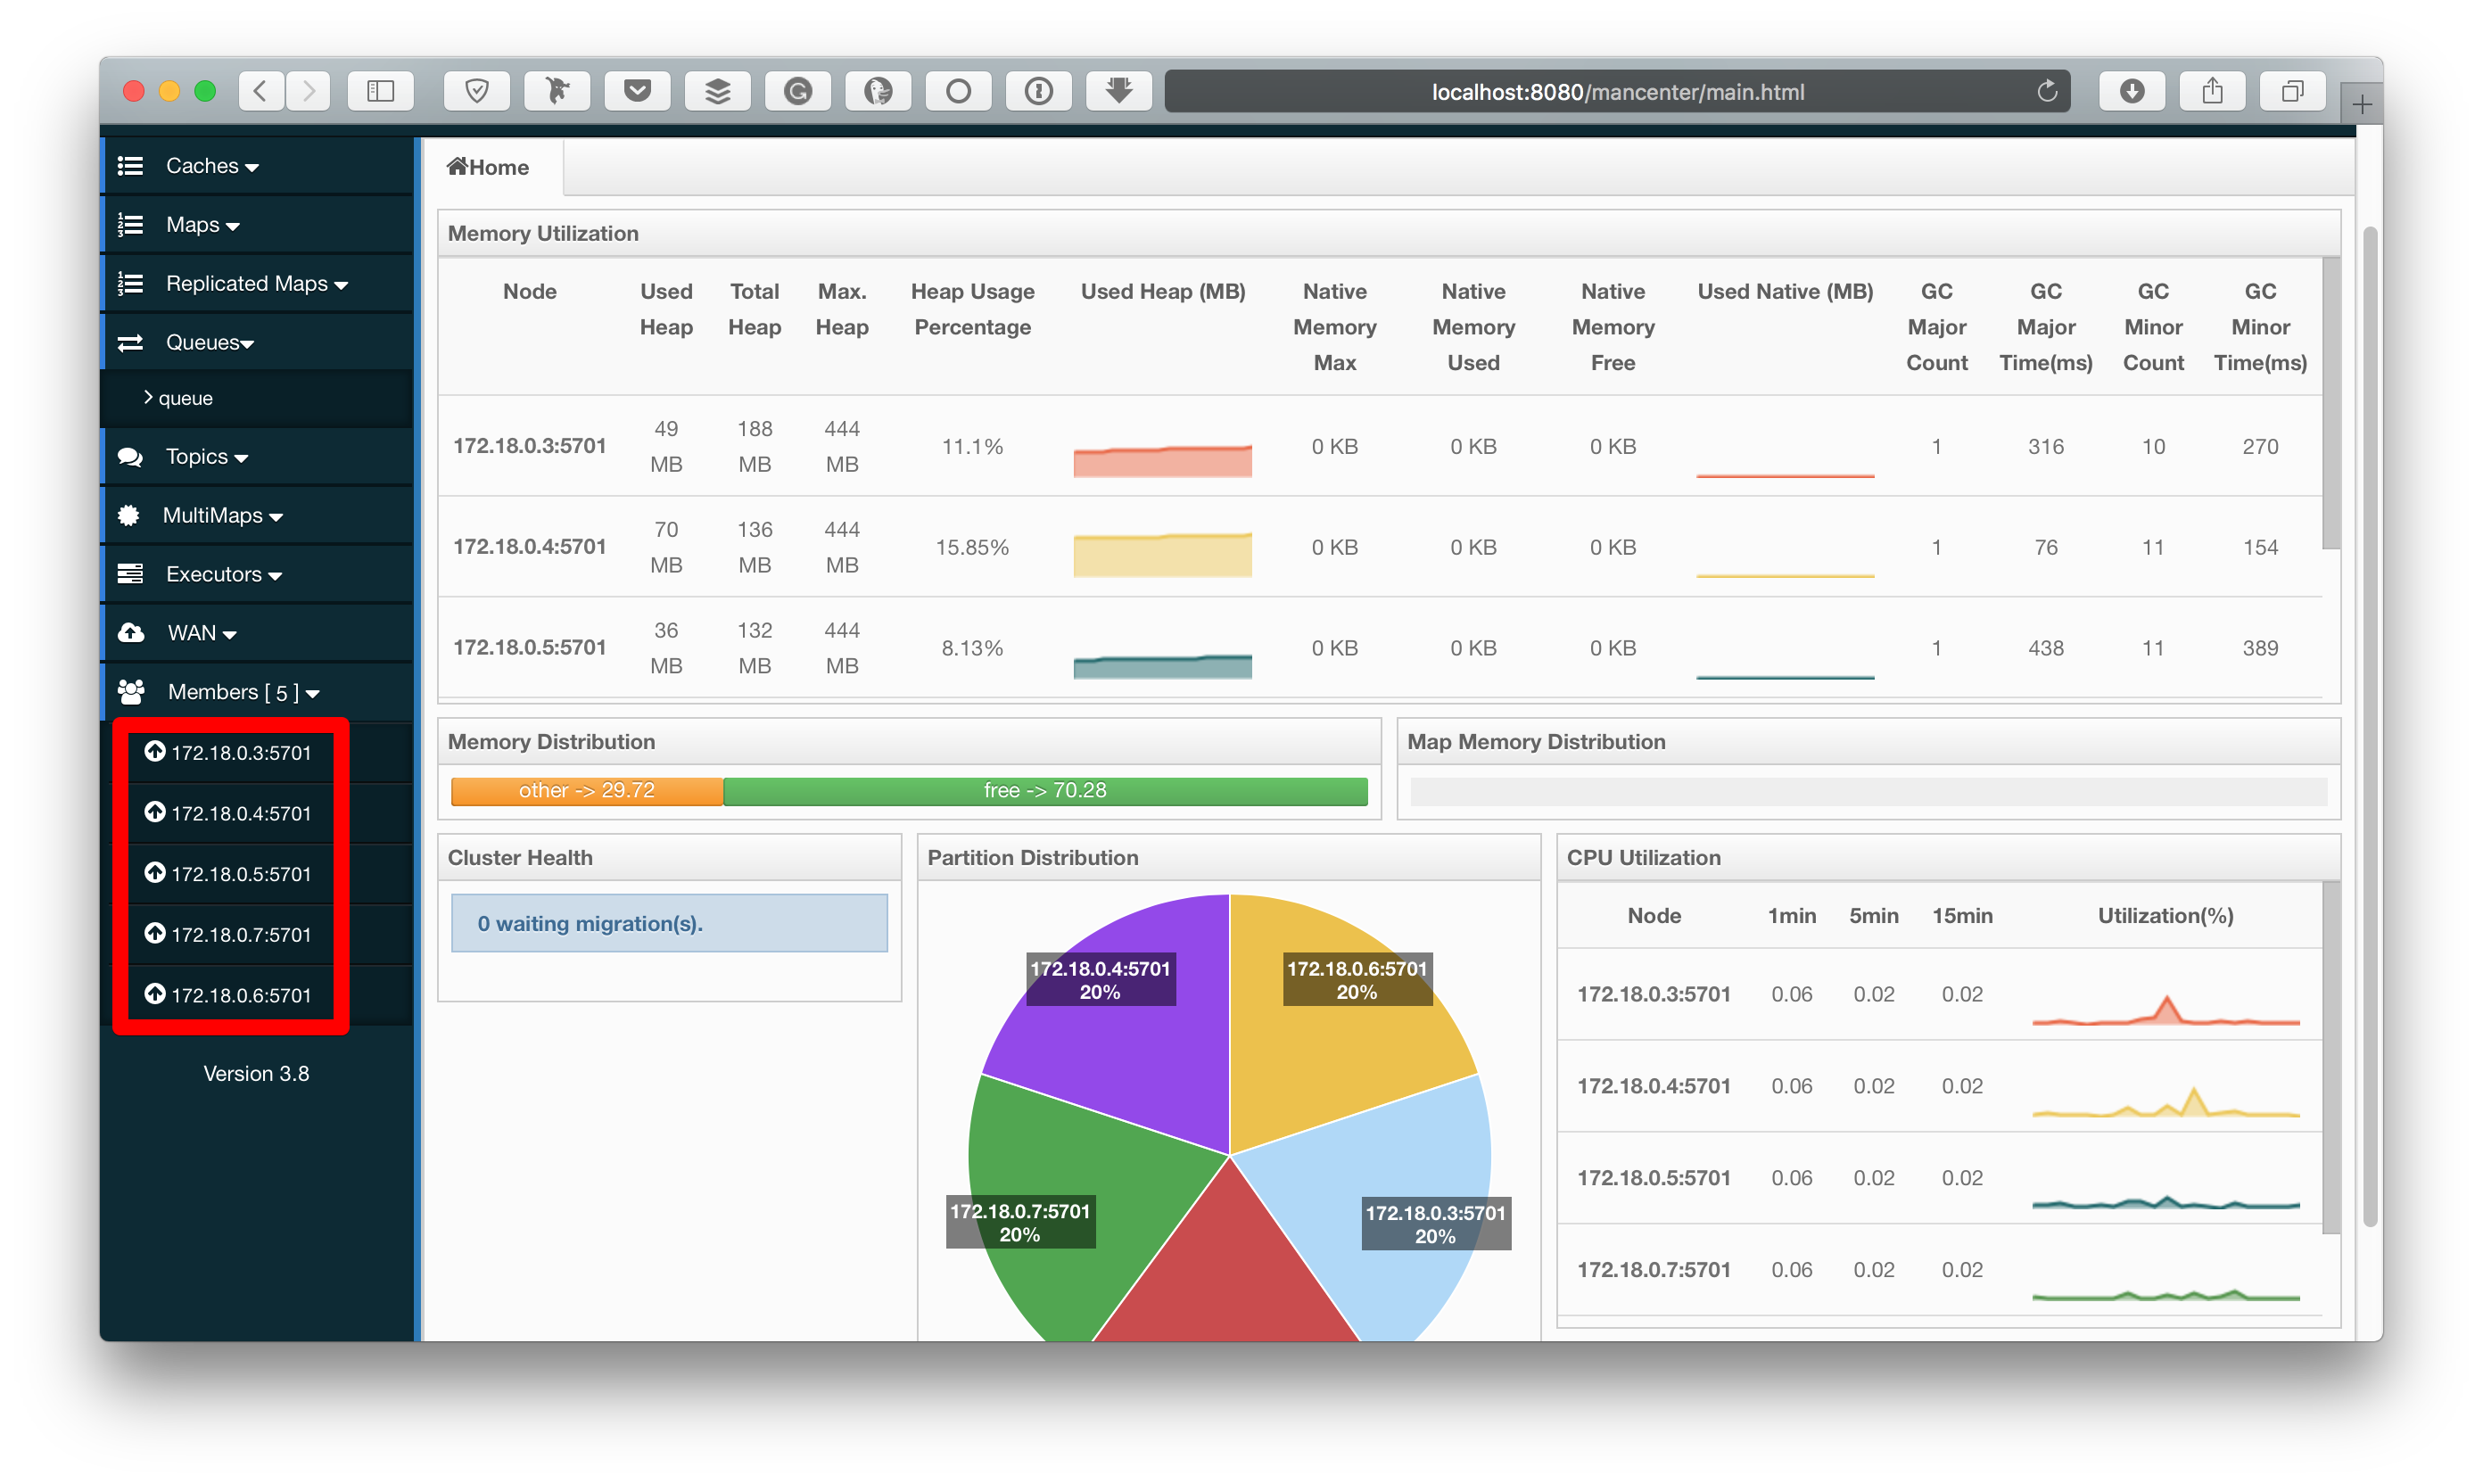 localhost:8080/mancenter/main.html
Caches
Maps
Replicated Maps
Queues
queue
Topics
MultiMaps
Executors
WAN
Members [ 5 ]
172.18.0.3:5701
172.18.0.4:5701
172.18.0.5:5701
172.18.0.7:5701
172.18.0.6:5701
Version 3.8
Home
Memory Utilization
Node Used Heap Total Heap Max. Heap Heap Usage Percentage Used Heap (MB) Native Memory Max Native Memory Used Native Memory Free Used Native (MB) GC Major Count GC Major Time(ms) GC Minor Count GC Minor Time(ms)
172.18.0.3:5701 49 MB 188 MB 444 MB 11.1% 0 KB 0 KB 0 KB 1 316 10 270
172.18.0.4:5701 70 MB 136 MB 444 MB 15.85% 0 KB 0 KB 0 KB 1 76 11 154
172.18.0.5:5701 36 MB 132 MB 444 MB 8.13% 0 KB 0 KB 0 KB 1 438 11 389
Memory Distribution
other -> 29.72 free -> 70.28
Map Memory Distribution
Cluster Health
0 waiting migration(s).
Partition Distribution
172.18.0.4:5701
20%
172.18.0.6:5701
20%
172.18.0.7:5701
20%
172.18.0.3:5701
20%
CPU Utilization
Node 1min 5min 15min Utilization(%)
172.18.0.3:5701 0.06 0.02 0.02
172.18.0.4:5701 0.06 0.02 0.02
172.18.0.5:5701 0.06 0.02 0.02
172.18.0.7:5701 0.06 0.02 0.02